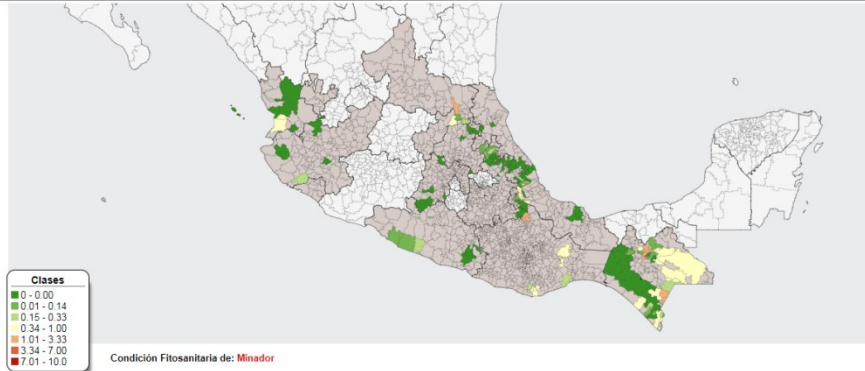 Clases
0 - 0.00
0.01 - 0.14
0.15 - 0.33
0.34 - 1.00
1.01 - 3.33
3.34 - 7.00
7.01 - 10.0
Condición Fitosanitaria de: Minador